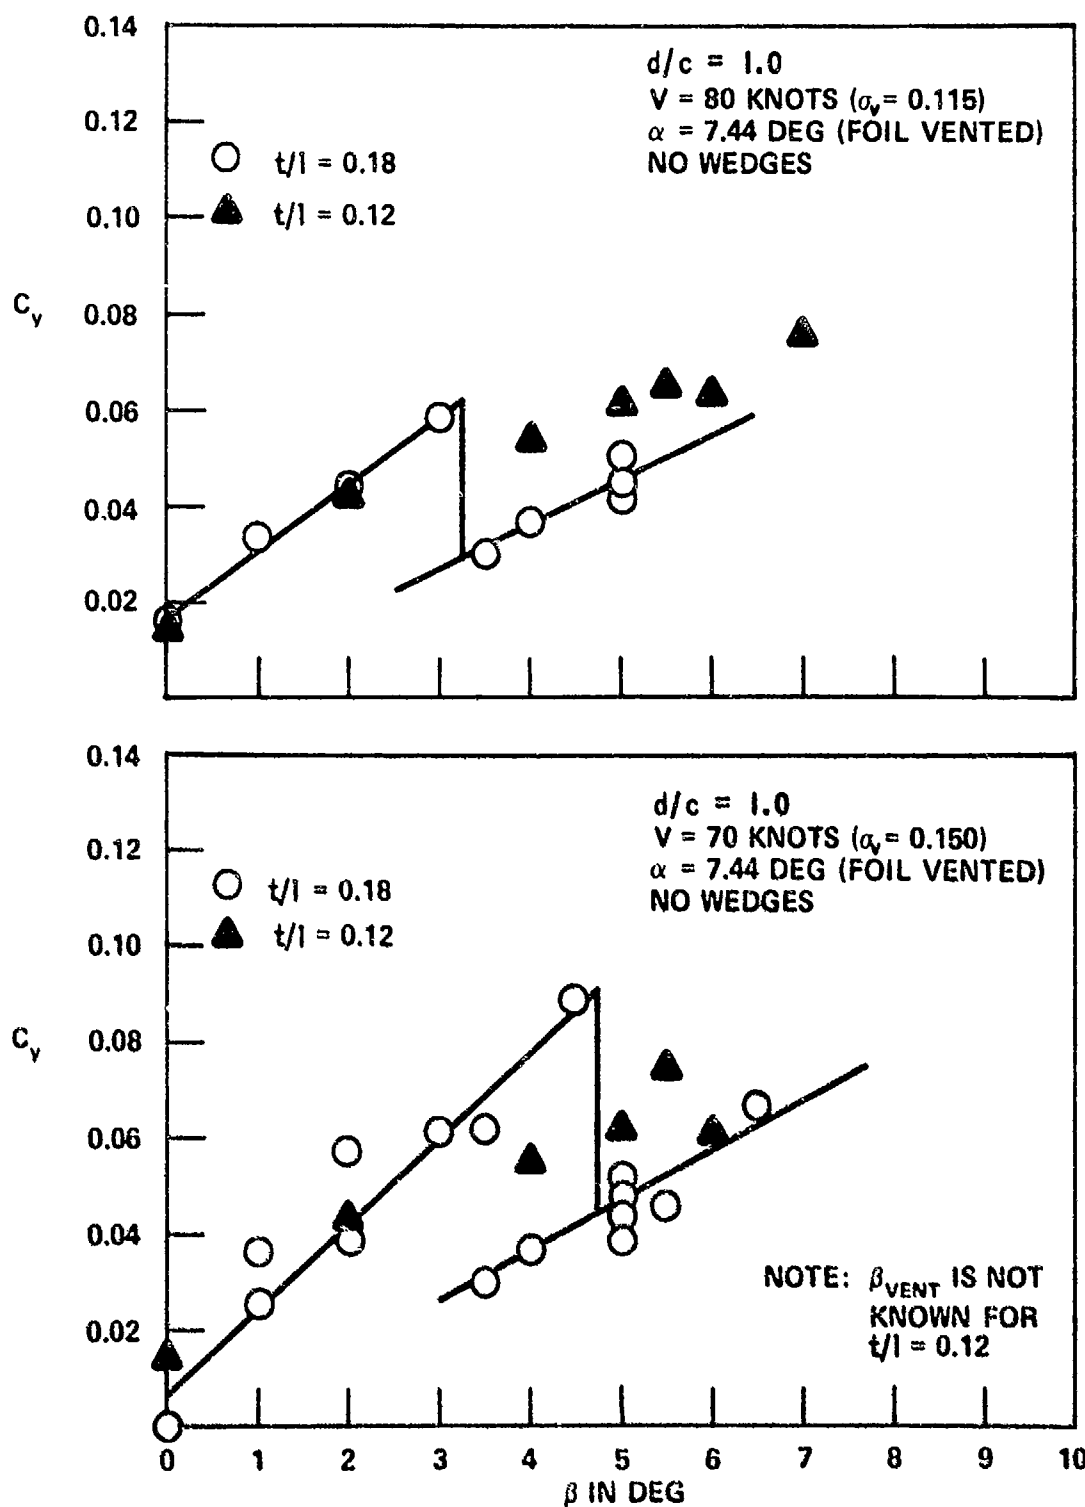 0.14
d/c = 1.0
V = 80 KNOTS (σv = 0.115)
0.12
α = 7.44 DEG (FOIL VENTED)
t/l = 0.18
NO WEDGES
0.10
t/l = 0.12
Cy
0.08
0.06
0.04
0.02
0.14
d/c = 1.0
V = 70 KNOTS (σv = 0.150)
0.12
α = 7.44 DEG (FOIL VENTED)
t/l = 0.18
NO WEDGES
t/l = 0.12
0.10
Cy
0.08
0.06
0.04
NOTE: βVENT IS NOT
KNOWN FOR
t/l = 0.12
0.02
0 1 2 3 4 5 6 7 8 9 10
β IN DEG